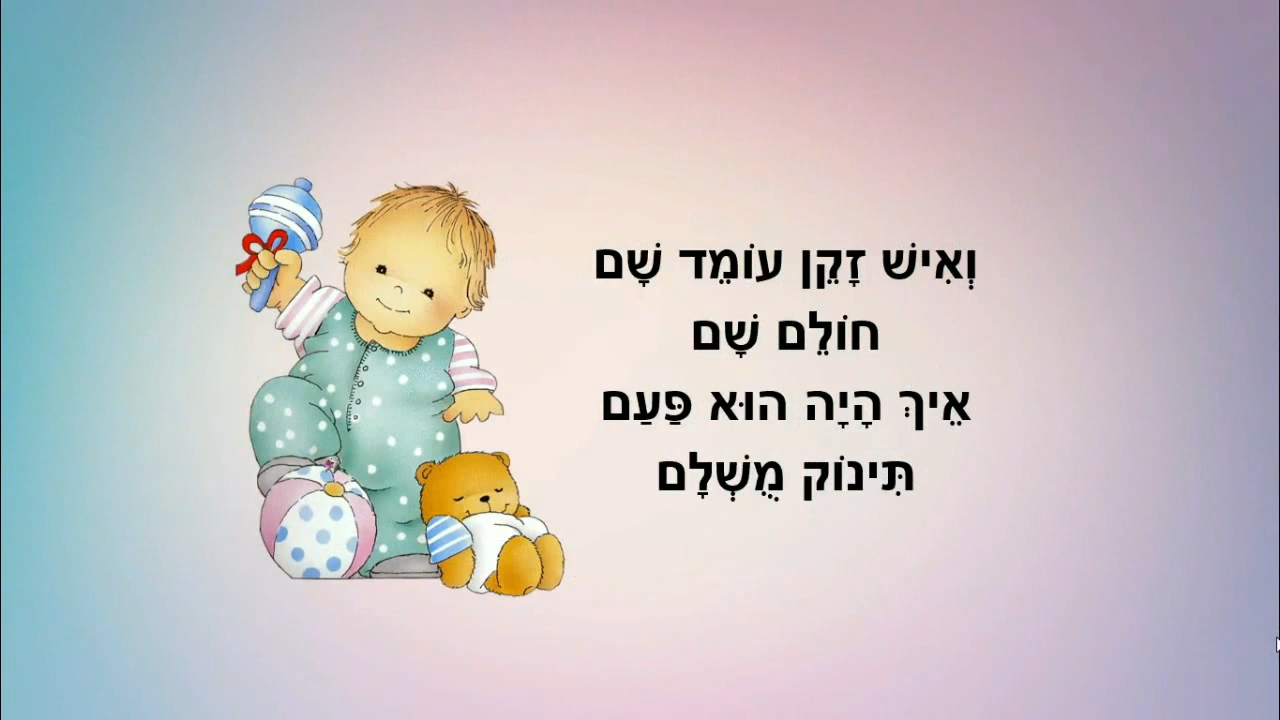 וְאִישׁ זָקֵן עוֹמֵד שָׁם
חוֹלֵם שָׁם
אֵיךְ הָיָה הוּא פַּעַם
תִּינוֹק מֻשְׁלָם